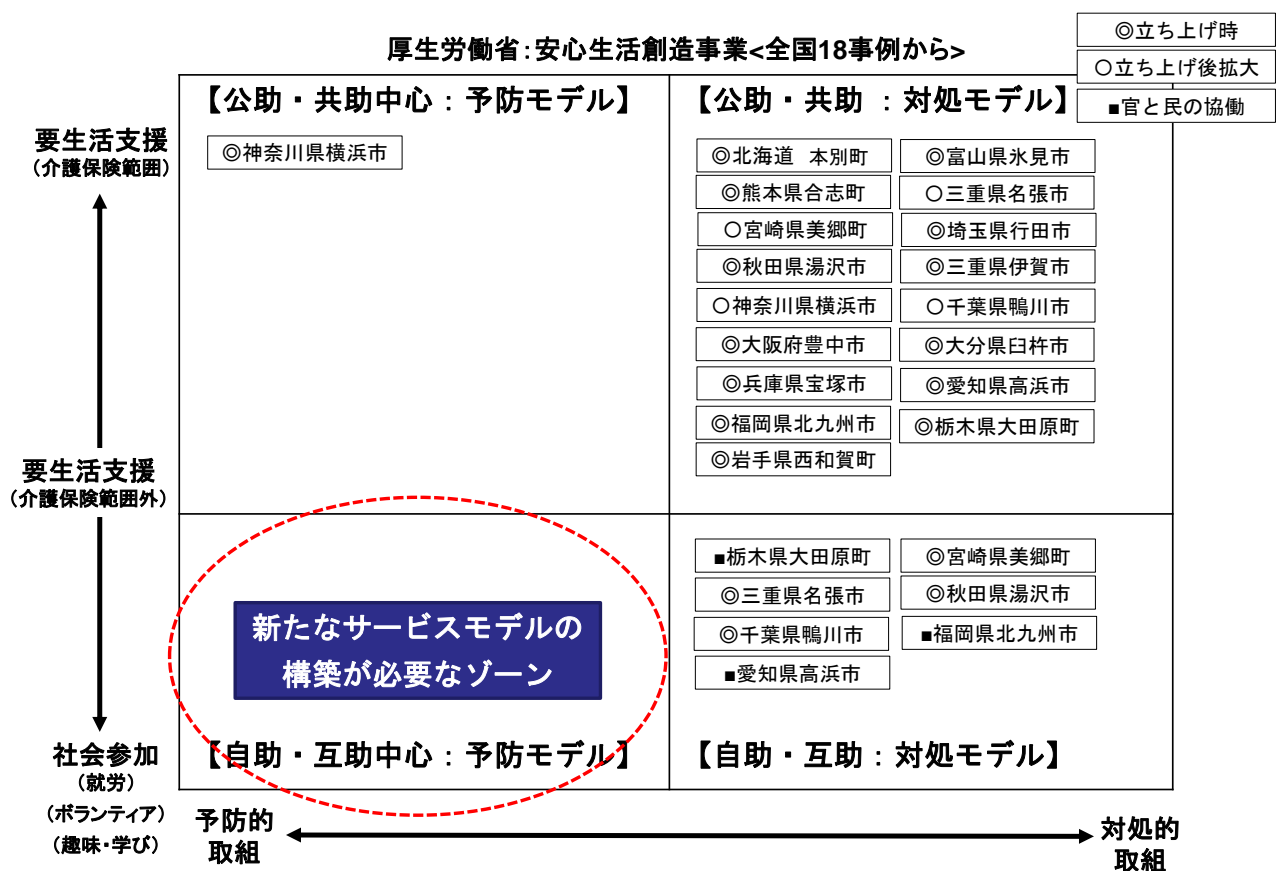 厚生労働省：安心生活創造事業<全国18事例から>
◎立ち上げ時
○立ち上げ後拡大
■官と民の協働
【公助・共助中心：予防モデル】
【公助・共助 ：対処モデル】
要生活支援
（介護保険範囲）
◎神奈川県横浜市
◎北海道 本別町
◎富山県氷見市
◎熊本県合志町
○三重県名張市
○宮崎県美郷町
◎埼玉県行田市
◎秋田県湯沢市
◎三重県伊賀市
○神奈川県横浜市
○千葉県鴨川市
◎大阪府豊中市
◎大分県臼杵市
◎兵庫県宝塚市
◎愛知県高浜市
◎福岡県北九州市
◎栃木県大田原町
◎岩手県西和賀町
要生活支援
（介護保険範囲外）
新たなサービスモデルの
構築が必要なゾーン
■栃木県大田原町
◎宮崎県美郷町
◎三重県名張市
◎秋田県湯沢市
◎千葉県鴨川市
■福岡県北九州市
■愛知県高浜市
【自助・互助中心：予防モデル】
【自助・互助：対処モデル】
社会参加
（就労）
（ボランティア）
（趣味・学び）
予防的
取組
対処的
取組